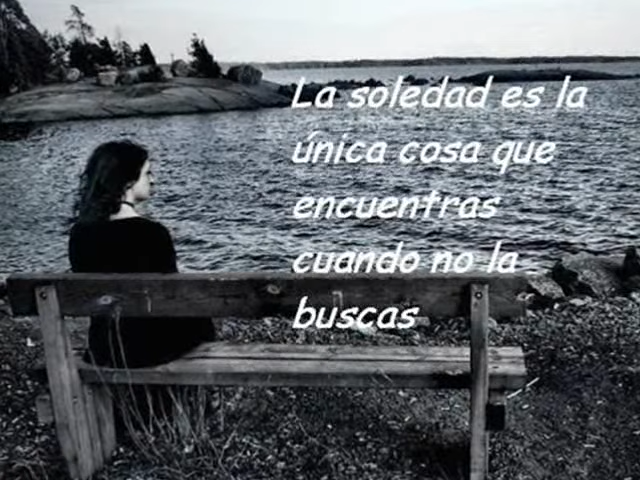 La soledad es la
única cosa que
encuentras
cuando no la
buscas